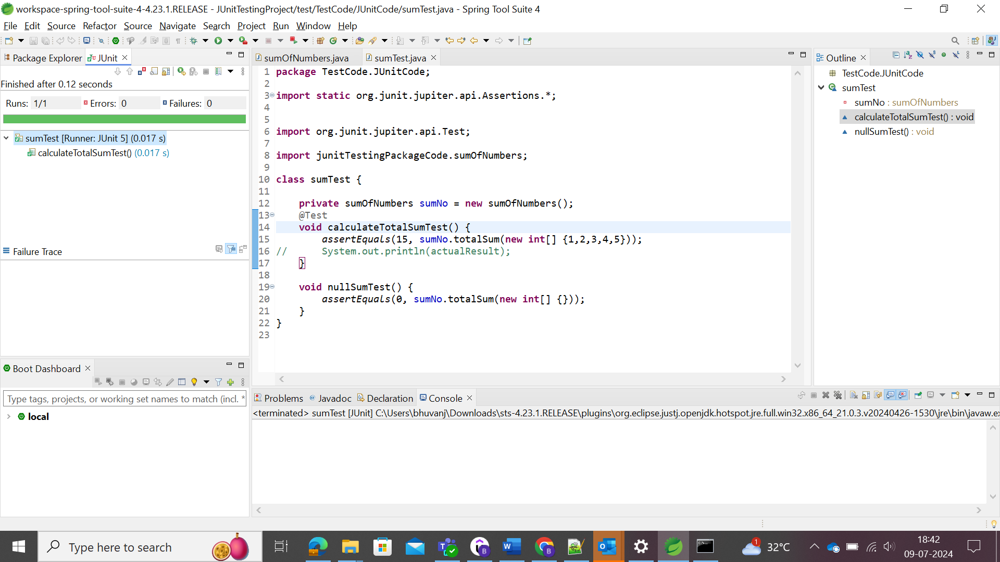 workspace-spring-tool-suite-4-4.23.1.RELEASE - JUnitTestingProject/test/TestCode/JUnitCode/sumTest.java - Spring Tool Suite 4
File Edit Source Refactor Source Navigate Search Project Run Window Help
Package Explorer JUnit
Finished after 0.12 seconds
Runs: 1/1 Errors: 0 Failures: 0
sumTest [Runner: JUnit 5] (0.017 s)
calculateTotalSumTest() (0.017 s)
Failure Trace
Boot Dashboard
Type tags, projects, or working set names to match (incl. *
local
sumOfNumbers.java sumTest.java
1 package TestCode.JUnitCode;
2
3 import static org.junit.jupiter.api.Assertions.*;
4
5
6 import org.junit.jupiter.api.Test;
7
8 import junitTestingPackageCode.sumOfNumbers;
9
10 class sumTest {
11
12 private sumOfNumbers sumNo = new sumOfNumbers();
13 @Test
14 void calculateTotalSumTest() {
15 assertEquals(15, sumNo.totalSum(new int[] {1,2,3,4,5}));
16 // System.out.println(actualResult);
17 }
18
19 void nullSumTest() {
20 assertEquals(0, sumNo.totalSum(new int[] {}));
21 }
22 }
23
Outline
TestCode.JUnitCode
sumTest
sumNo : sumOfNumbers
calculateTotalSumTest() : void
nullSumTest() : void
Problems @ Javadoc Declaration Console
<terminated> sumTest [JUnit] C:\Users\bhuvanj\Downloads\sts-4.23.1.RELEASE\plugins\org.eclipse.justj.openjdk.hotspot.jre.full.win32.x86_64_21.0.3.v20240426-1530\jre\bin\javaw.ex
Type here to search
1 32°C
18:42
09-07-2024